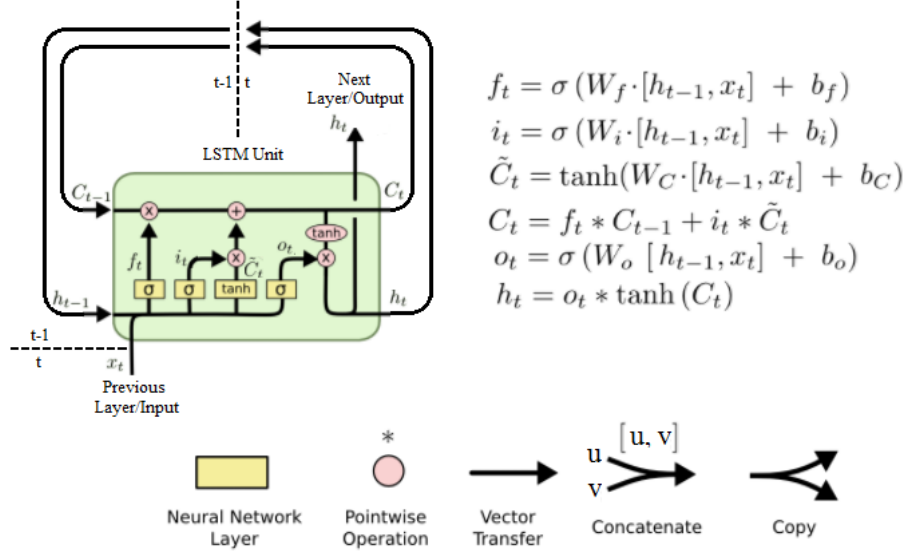 t-1 t
Next
Layer/Output
h_t
LSTM Unit
C_{t-1}
C_t
x
+
tanh
f_t
i_t
x
C̃_t
o_t
x
σ
σ
tanh
σ
h_{t-1}
h_t
t-1
t
x_t
Previous
Layer/Input
f_t = σ (W_f·[h_{t-1}, x_t] + b_f)
i_t = σ (W_i·[h_{t-1}, x_t] + b_i)
C̃_t = tanh(W_C·[h_{t-1}, x_t] + b_C)
C_t = f_t * C_{t-1} + i_t * C̃_t
o_t = σ (W_o [h_{t-1}, x_t] + b_o)
h_t = o_t * tanh (C_t)
*
[u, v]
u
v
Neural Network
Layer
Pointwise
Operation
Vector
Transfer
Concatenate
Copy